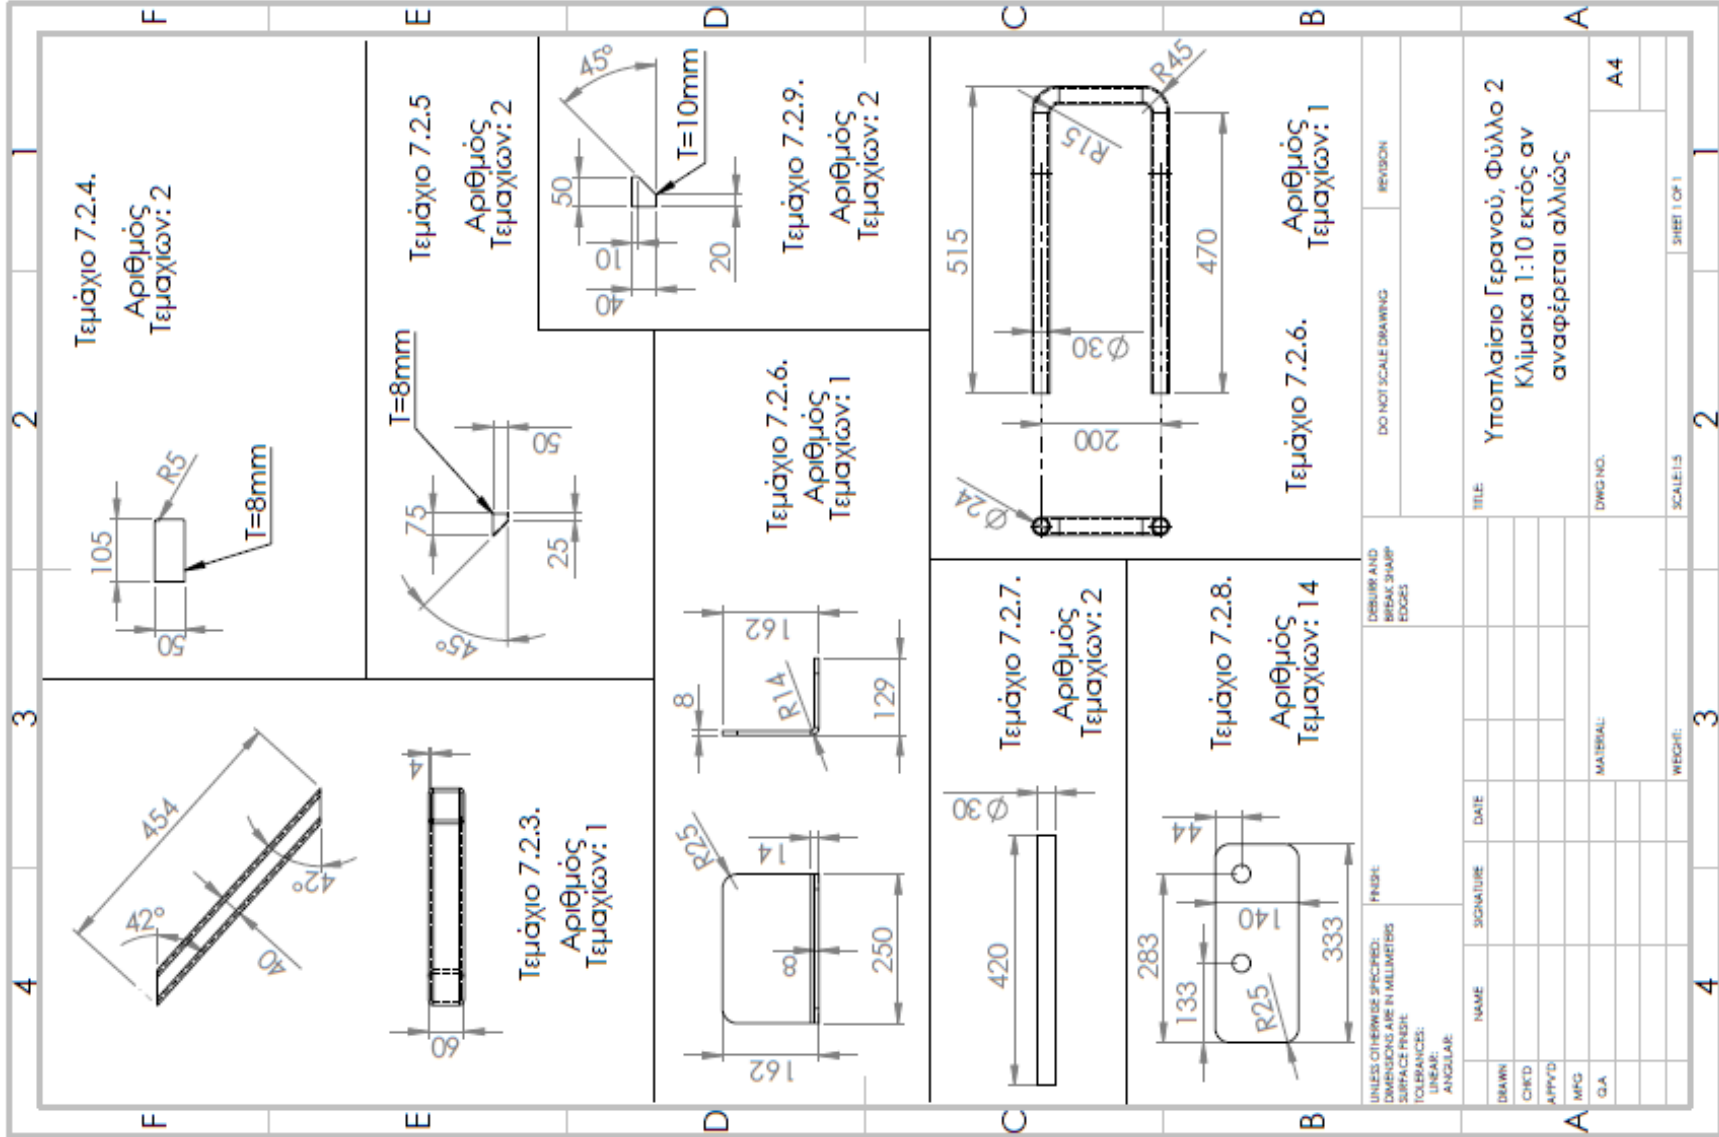 4
3
2
1
F
E
D
C
B
A
F
E
D
C
B
A
454
42°
42°
40
60
4
Τεμάχιο 7.2.3.
Αριθμός
Τεμαχίων: 1
105
50
R5
T=8mm
Τεμάχιο 7.2.4.
Αριθμός
Τεμαχίων: 2
T=8mm
75
50
25
45°
Τεμάχιο 7.2.5
Αριθμός
Τεμαχίων: 2
R25
14
8
250
162
8
162
R14
129
Τεμάχιο 7.2.6.
Αριθμός
Τεμαχίων: 1
45°
50
10
40
20
T=10mm
Τεμάχιο 7.2.9.
Αριθμός
Τεμαχίων: 2
420
Ø30
Τεμάχιο 7.2.7.
Αριθμός
Τεμαχίων: 2
515
R45
R15
Ø30
470
200
Ø24
Τεμάχιο 7.2.6.
Αριθμός
Τεμαχίων: 1
283
133
44
140
R25
333
Τεμάχιο 7.2.8.
Αριθμός
Τεμαχίων: 14
UNLESS OTHERWISE SPECIFIED:
DIMENSIONS ARE IN MILLIMETERS
SURFACE FINISH:
TOLERANCES:
LINEAR:
ANGULAR:
FINISH:
DEBURR AND
BREAK SHARP
EDGES
DO NOT SCALE DRAWING
REVISION
NAME
SIGNATURE
DATE
DRAWN
CHK'D
APPV'D
MFG
Q.A
TITLE:
Υποπλαίσιο Γερανού, Φύλλο 2
Κλίμακα 1:10 εκτός αν
αναφέρεται αλλιώς
MATERIAL:
DWG NO.
A4
WEIGHT:
SCALE:1:5
SHEET 1 OF 1
4
3
2
1